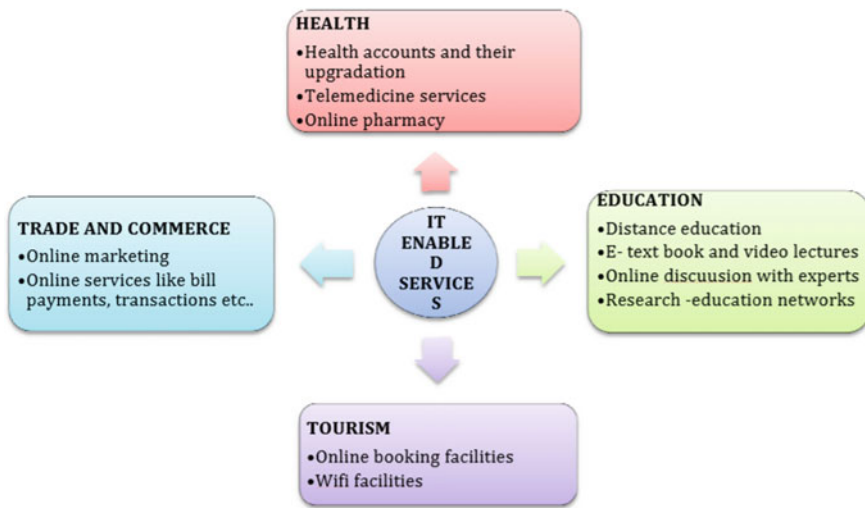 HEALTH
•Health accounts and their
upgradation
•Telemedicine services
•Online pharmacy
TRADE AND COMMERCE
•Online marketing
•Online services like bill
payments, transactions etc..
IT
ENABLE
D
SERVICE
S
EDUCATION
•Distance education
•E- text book and video lectures
•Online discuusion with experts
•Research -education networks
TOURISM
•Online booking facilities
•Wifi facilities